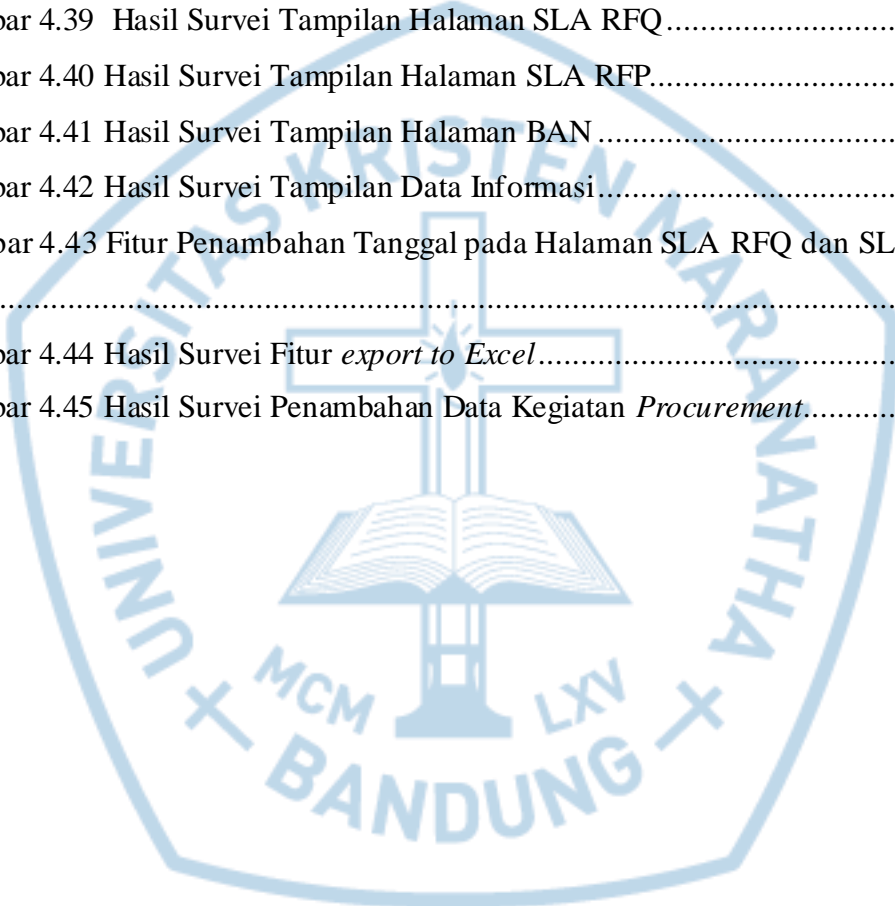 bar 4.39  Hasil Survei Tampilan Halaman SLA RFQ...........................
bar 4.40 Hasil Survei Tampilan Halaman SLA RFP............................
bar 4.41 Hasil Survei Tampilan Halaman BAN..................................
bar 4.42 Hasil Survei Tampilan Data Informasi..................................
bar 4.43 Fitur Penambahan Tanggal pada Halaman SLA RFQ dan SL
........................................................................................................
bar 4.44 Hasil Survei Fitur export to Excel.........................................
bar 4.45 Hasil Survei Penambahan Data Kegiatan Procurement...........
UNIVERSITAS KRISTEN MARANATHA
MCM LXV
BANDUNG